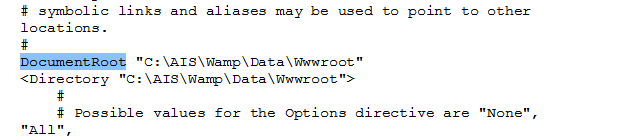 # symbolic links and aliases may be used to point to other
locations.
#
DocumentRoot "C:\AIS\Wamp\Data\Wwwroot"
<Directory "C:\AIS\Wamp\Data\Wwwroot">
#
# Possible values for the Options directive are "None",
"All",